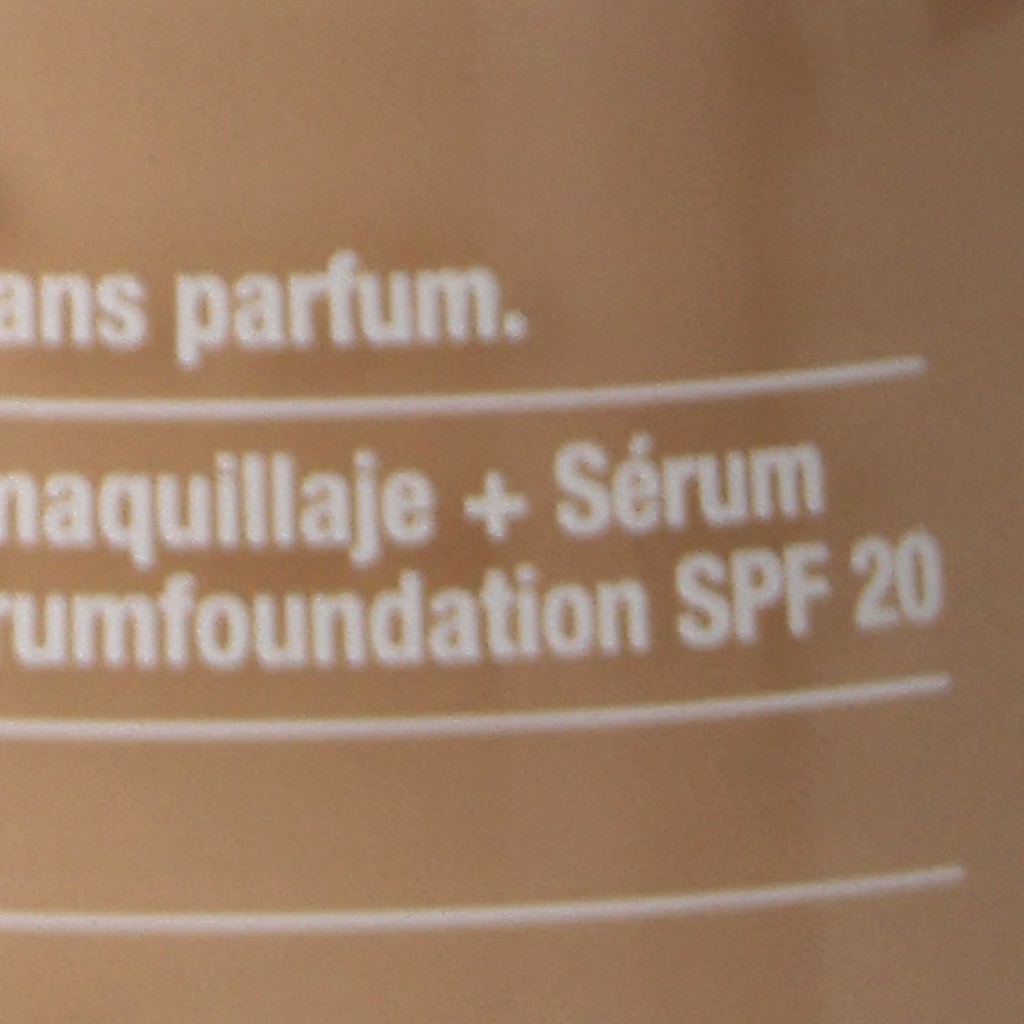 ans parfum.
maquillaje + Sérum
rumfoundation SPF 20